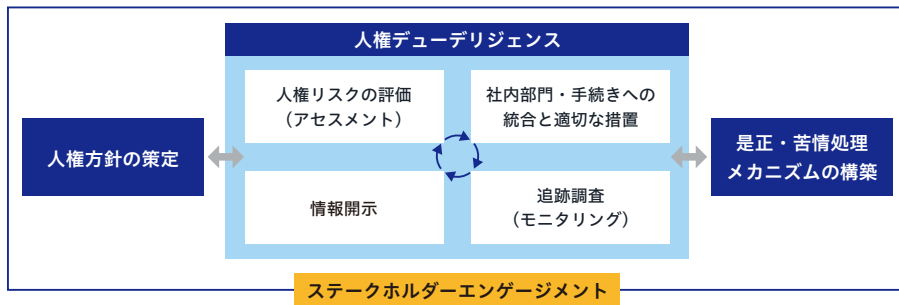 人権デューデリジェンス
人権リスクの評価
（アセスメント）
社内部門・手続きへの
統合と適切な措置
人権方針の策定
是正・苦情処理
メカニズムの構築
情報開示
追跡調査
（モニタリング）
ステークホルダーエンゲージメント